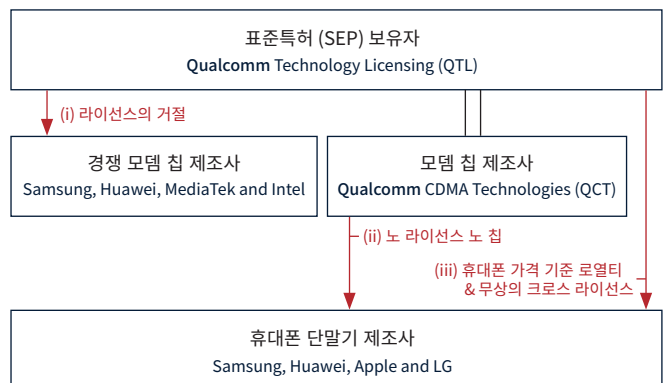 표준특허 (SEP) 보유자
Qualcomm Technology Licensing (QTL)
(i) 라이선스의 거절
경쟁 모뎀 칩 제조사
Samsung, Huawei, MediaTek and Intel
모뎀 칩 제조사
Qualcomm CDMA Technologies (QCT)
(ii) 노 라이선스 노 칩
(iii) 휴대폰 가격 기준 로열티
& 무상의 크로스 라이선스
휴대폰 단말기 제조사
Samsung, Huawei, Apple and LG